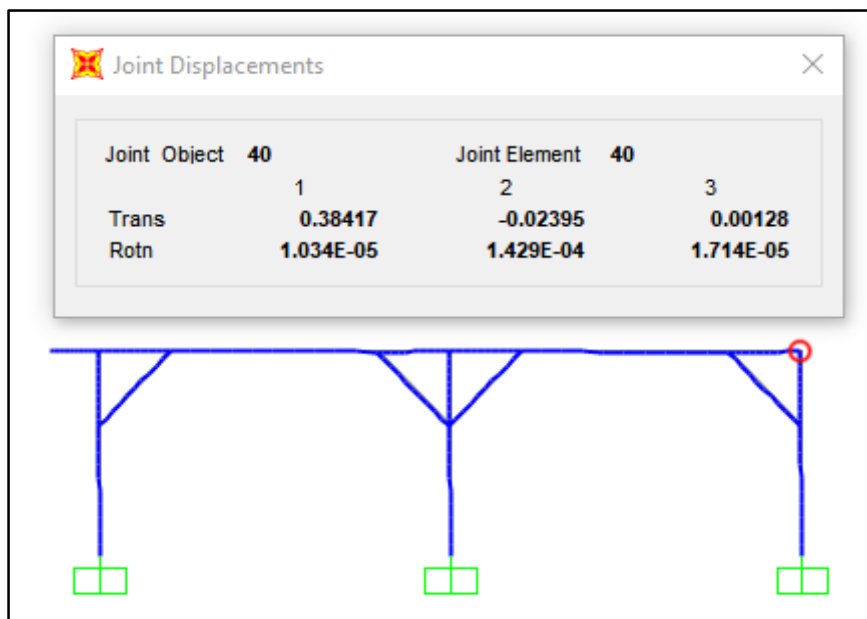 Joint Displacements
Joint Object 40 Joint Element 40
1 2 3
Trans 0.38417 -0.02395 0.00128
Rotn 1.034E-05 1.429E-04 1.714E-05